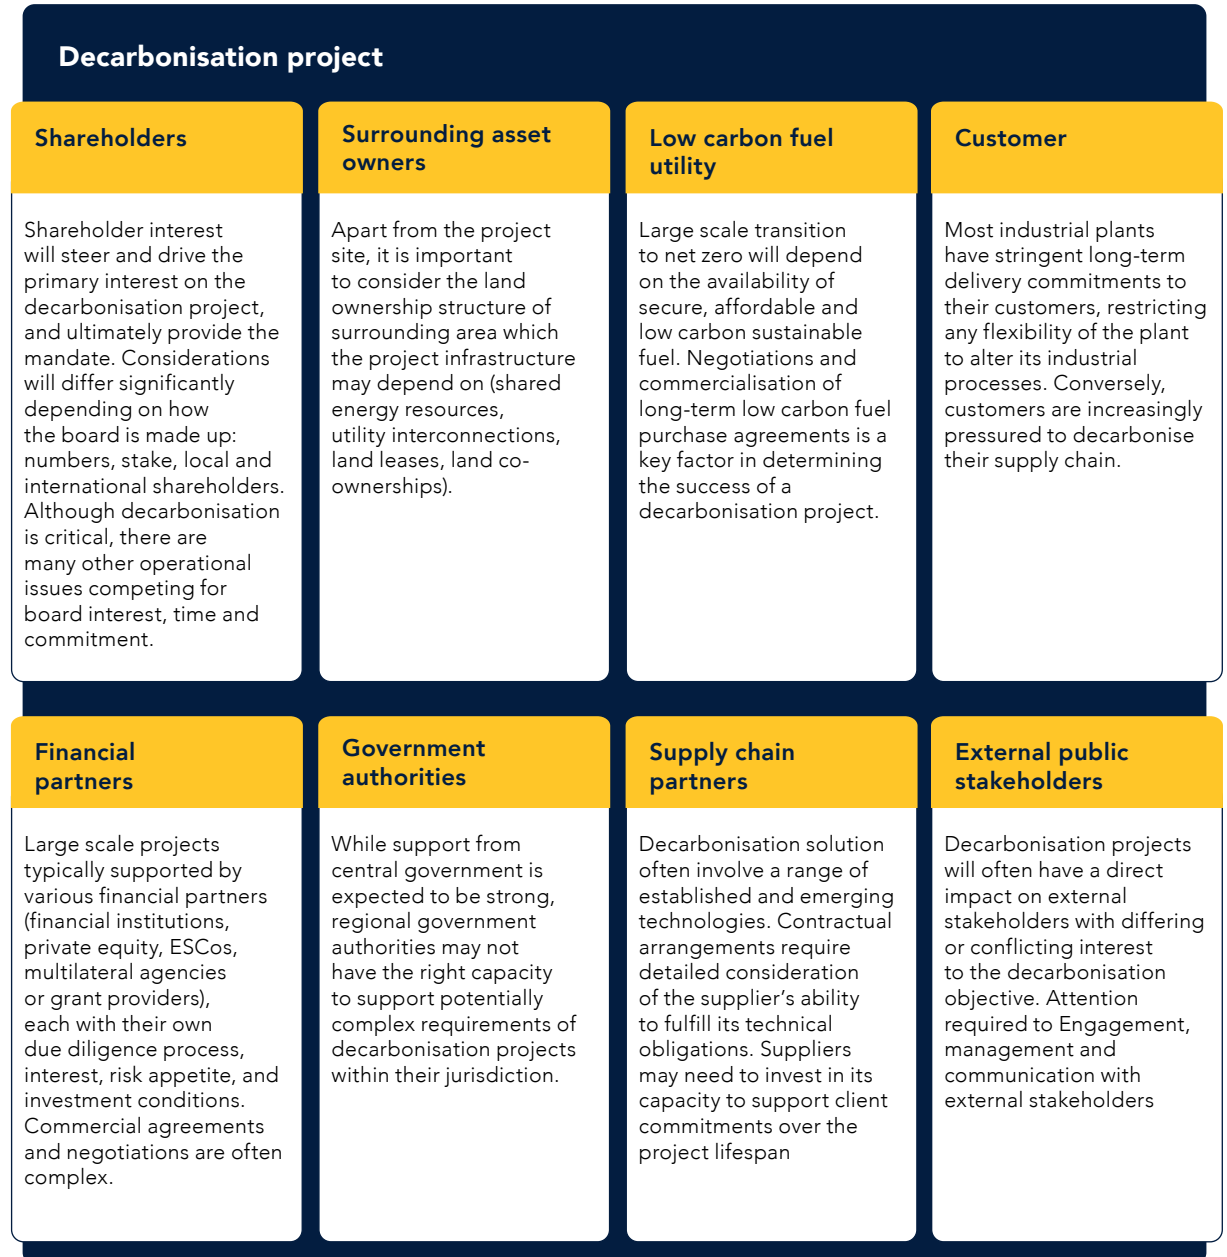 Decarbonisation project
Shareholders
Shareholder interest
will steer and drive the
primary interest on the
decarbonisation project,
and ultimately provide the
mandate. Considerations
will differ significantly
depending on how
the board is made up:
numbers, stake, local and
international shareholders.
Although decarbonisation
is critical, there are
many other operational
issues competing for
board interest, time and
commitment.
Surrounding asset
owners
Apart from the project
site, it is important
to consider the land
ownership structure of
surrounding area which
the project infrastructure
may depend on (shared
energy resources,
utility interconnections,
land leases, land co-
ownerships).
Low carbon fuel
utility
Large scale transition
to net zero will depend
on the availability of
secure, affordable and
low carbon sustainable
fuel. Negotiations and
commercialisation of
long-term low carbon fuel
purchase agreements is a
key factor in determining
the success of a
decarbonisation project.
Customer
Most industrial plants
have stringent long-term
delivery commitments to
their customers, restricting
any flexibility of the plant
to alter its industrial
processes. Conversely,
customers are increasingly
pressured to decarbonise
their supply chain.
Financial
partners
Large scale projects
typically supported by
various financial partners
(financial institutions,
private equity, ESCos,
multilateral agencies
or grant providers),
each with their own
due diligence process,
interest, risk appetite, and
investment conditions.
Commercial agreements
and negotiations are often
complex.
Government
authorities
While support from
central government is
expected to be strong,
regional government
authorities may not
have the right capacity
to support potentially
complex requirements of
decarbonisation projects
within their jurisdiction.
Supply chain
partners
Decarbonisation solution
often involve a range of
established and emerging
technologies. Contractual
arrangements require
detailed consideration
of the supplier’s ability
to fulfill its technical
obligations. Suppliers
may need to invest in its
capacity to support client
commitments over the
project lifespan
External public
stakeholders
Decarbonisation projects
will often have a direct
impact on external
stakeholders with differing
or conflicting interest
to the decarbonisation
objective. Attention
required to Engagement,
management and
communication with
external stakeholders